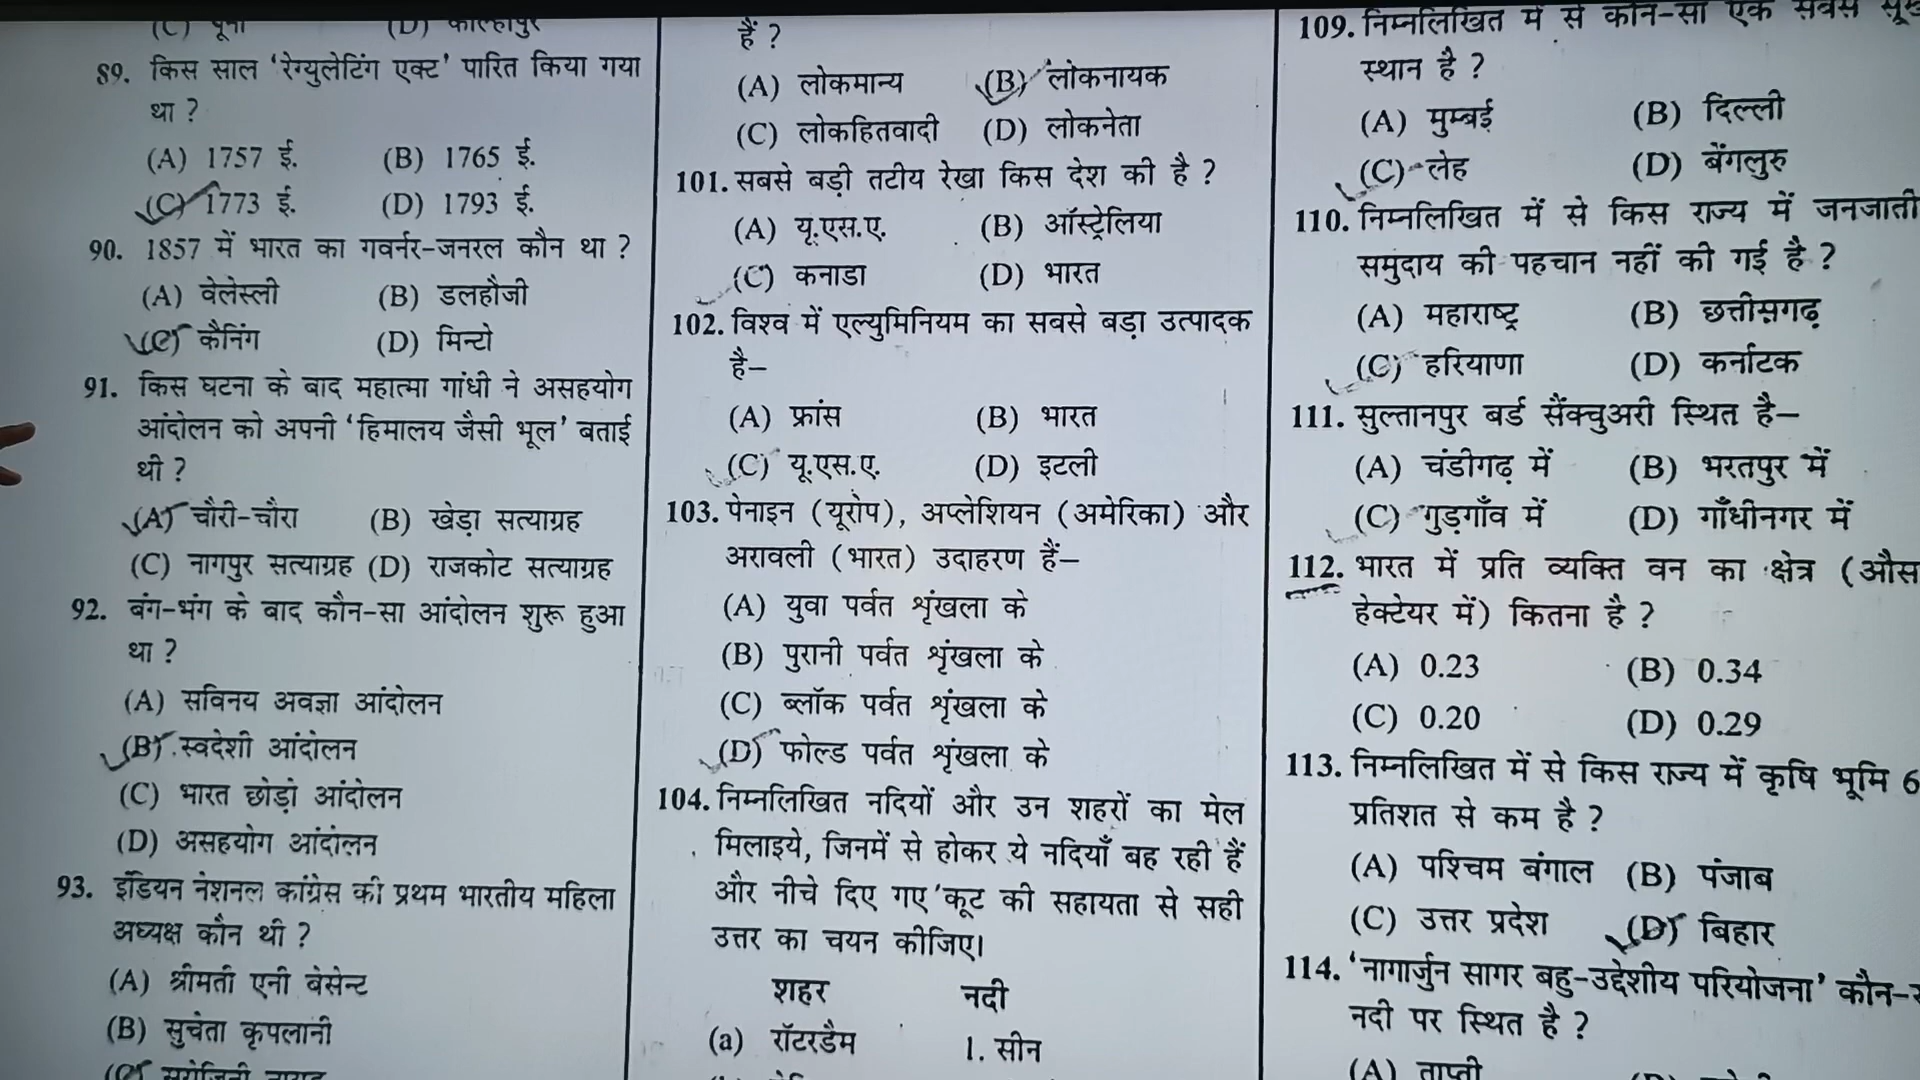 (C) पूना (D) कोल्हापुर
89. किस साल ‘रेग्युलेटिंग एक्ट’ पारित किया गया
था ?
(A) 1757 ई. (B) 1765 ई.
(C) 1773 ई. (D) 1793 ई.
90. 1857 में भारत का गवर्नर-जनरल कौन था ?
(A) वेलेस्ली (B) डलहौजी
(C) कैनिंग (D) मिन्टो
91. किस घटना के बाद महात्मा गांधी ने असहयोग
आंदोलन को अपनी ‘हिमालय जैसी भूल’ बताई
थी ?
(A) चौरी-चौरा (B) खेड़ा सत्याग्रह
(C) नागपुर सत्याग्रह (D) राजकोट सत्याग्रह
92. बंग-भंग के बाद कौन-सा आंदोलन शुरू हुआ
था ?
(A) सविनय अवज्ञा आंदोलन
(B) स्वदेशी आंदोलन
(C) भारत छोड़ो आंदोलन
(D) असहयोग आंदोलन
93. इंडियन नेशनल कांग्रेस की प्रथम भारतीय महिला
अध्यक्ष कौन थी ?
(A) श्रीमती एनी बेसेन्ट
(B) सुचेता कृपलानी
(C) सरोजिनी नायडू
हैं ?
(A) लोकमान्य (B) लोकनायक
(C) लोकहितवादी (D) लोकनेता
101. सबसे बड़ी तटीय रेखा किस देश की है ?
(A) यू.एस.ए. (B) ऑस्ट्रेलिया
(C) कनाडा (D) भारत
102. विश्व में एल्युमिनियम का सबसे बड़ा उत्पादक
है–
(A) फ्रांस (B) भारत
(C) यू.एस.ए. (D) इटली
103. पेनाइन (यूरोप), अप्लेशियन (अमेरिका) और
अरावली (भारत) उदाहरण हैं–
(A) युवा पर्वत शृंखला के
(B) पुरानी पर्वत शृंखला के
(C) ब्लॉक पर्वत शृंखला के
(D) फोल्ड पर्वत शृंखला के
104. निम्नलिखित नदियों और उन शहरों का मेल
मिलाइये, जिनमें से होकर ये नदियाँ बह रही हैं
और नीचे दिए गए कूट की सहायता से सही
उत्तर का चयन कीजिए।
शहर नदी
(a) रॉटरडैम 1. सीन
109. निम्नलिखित में से कौन-सा एक सबसे
स्थान है ?
(A) मुम्बई (B) दिल्ली
(C) लेह (D) बेंगलुरु
110. निम्नलिखित में से किस राज्य में जनजाती
समुदाय की पहचान नहीं की गई है ?
(A) महाराष्ट्र (B) छत्तीसगढ़
(C) हरियाणा (D) कर्नाटक
111. सुल्तानपुर बर्ड सैंक्चुअरी स्थित है–
(A) चंडीगढ़ में (B) भरतपुर में
(C) गुड़गाँव में (D) गाँधीनगर में
112. भारत में प्रति व्यक्ति वन का क्षेत्र (औस
हेक्टेयर में) कितना है ?
(A) 0.23 (B) 0.34
(C) 0.20 (D) 0.29
113. निम्नलिखित में से किस राज्य में कृषि भूमि 6
प्रतिशत से कम है ?
(A) पश्चिम बंगाल (B) पंजाब
(C) उत्तर प्रदेश (D) बिहार
114. ‘नागार्जुन सागर बहु-उद्देशीय परियोजना’ कौन-
नदी पर स्थित है ?
(A) ताप्ती